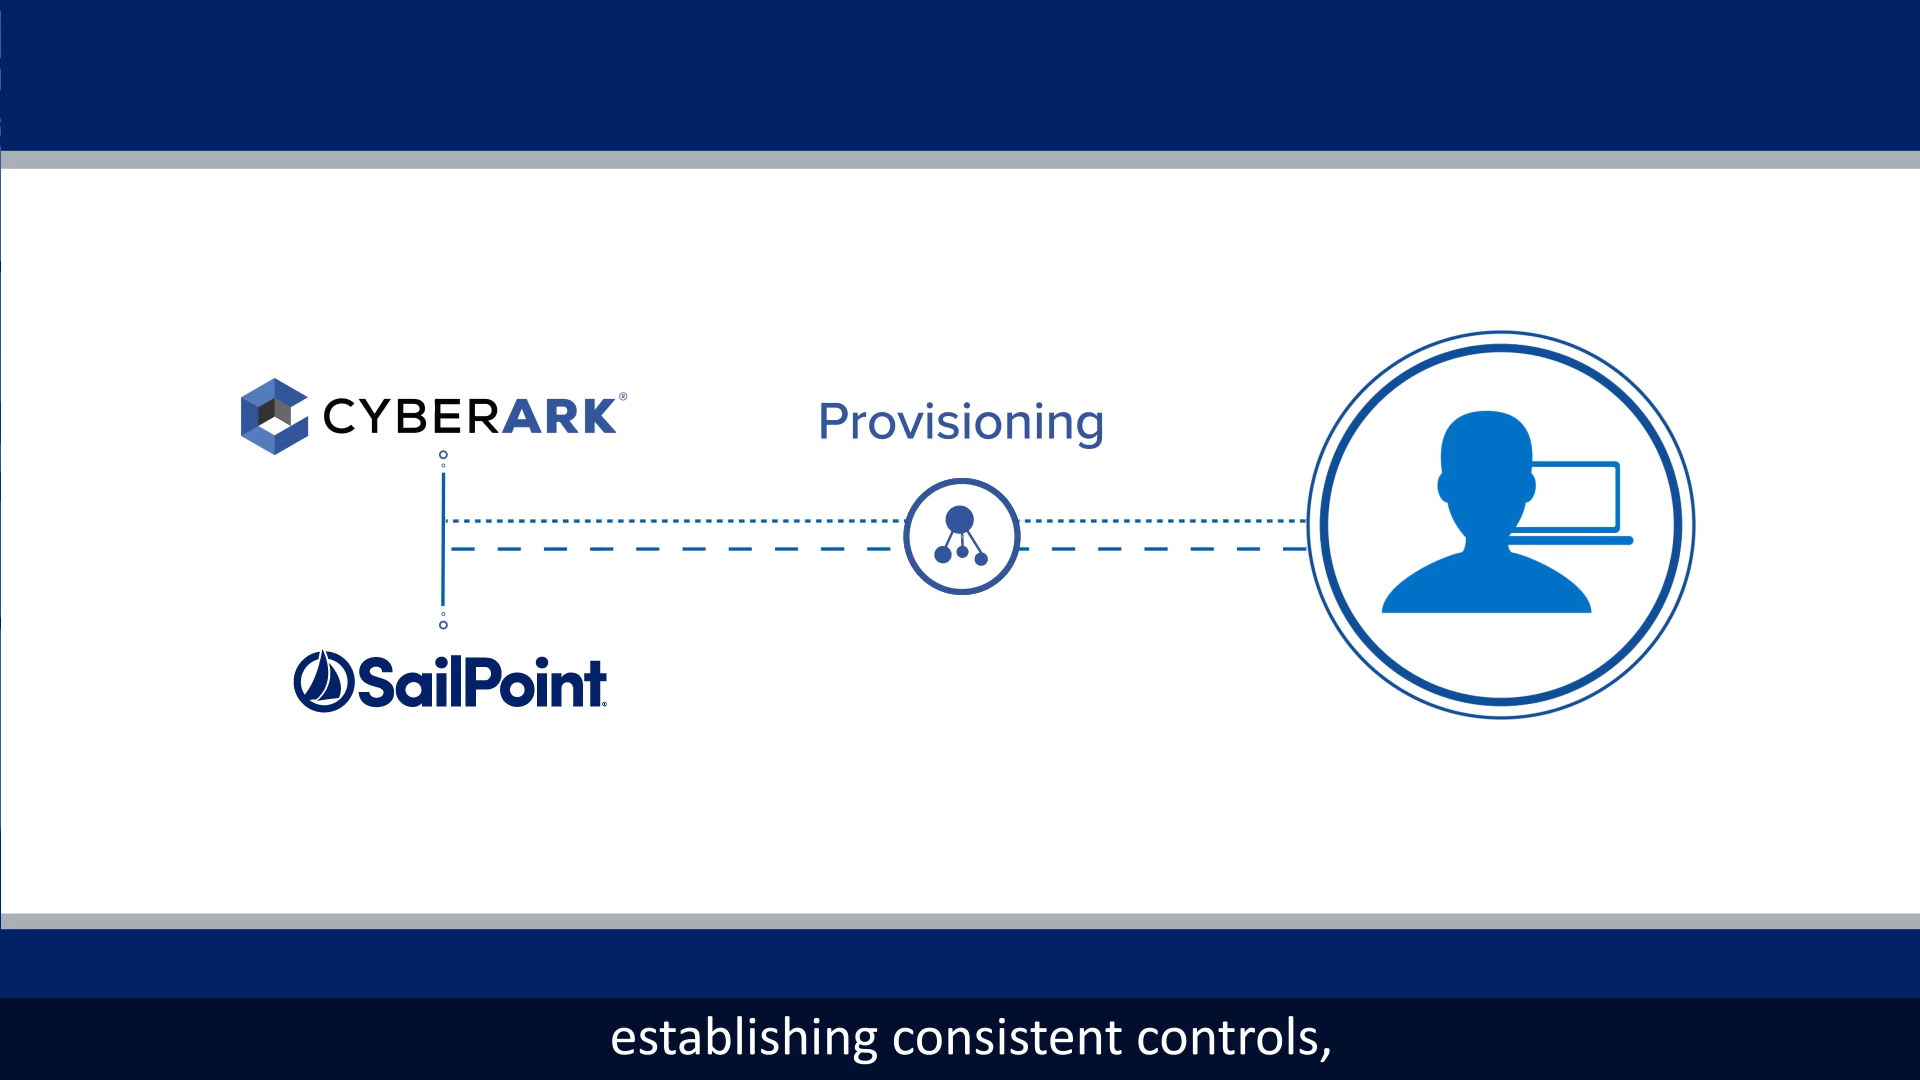 CYBERARK®
Provisioning
SailPoint
establishing consistent controls,